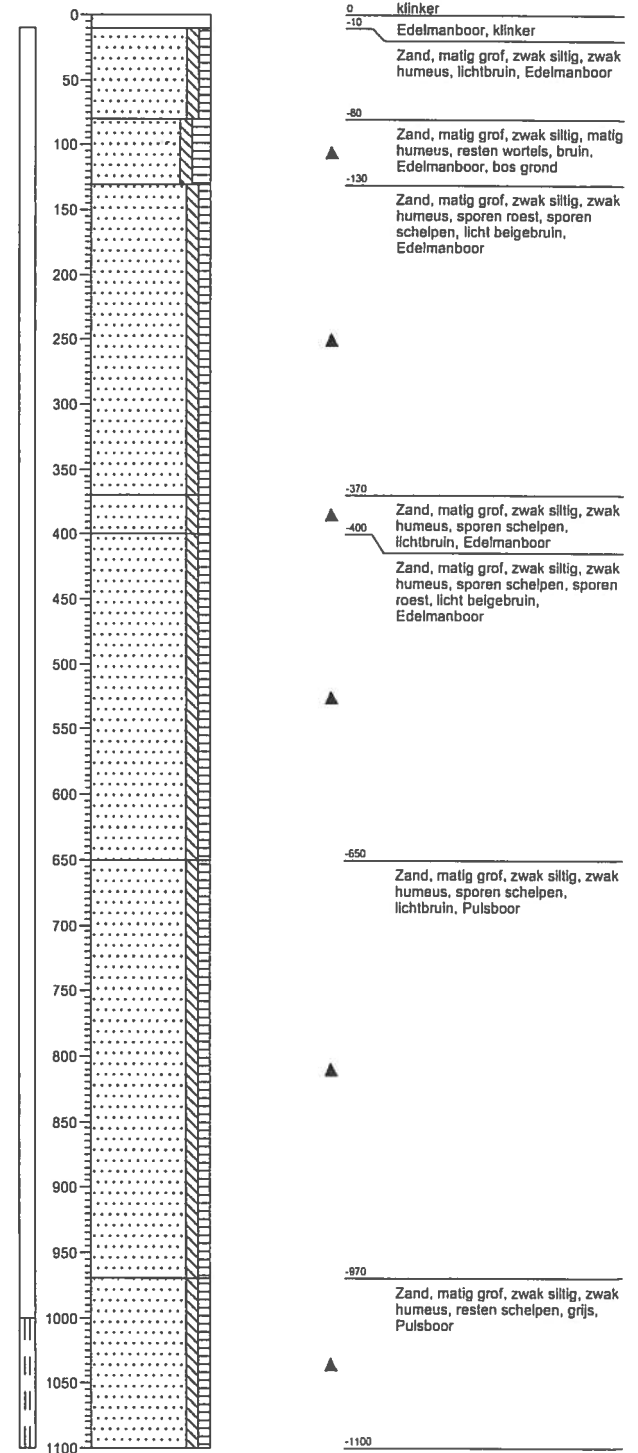 0
50
100
150
200
250
300
350
400
450
500
550
600
650
700
750
800
850
900
950
1000
1050
1100
0 klinker
-10
Edelmanboor, klinker
Zand, matig grof, zwak siltig, zwak
humeus, lichtbruin, Edelmanboor
-80
Zand, matig grof, zwak siltig, matig
humeus, resten wortels, bruin,
Edelmanboor, bos grond
-130
Zand, matig grof, zwak siltig, zwak
humeus, sporen roest, sporen
schelpen, licht beigebruin,
Edelmanboor
-370
Zand, matig grof, zwak siltig, zwak
humeus, sporen schelpen,
lichtbruin, Edelmanboor
-400
Zand, matig grof, zwak siltig, zwak
humeus, sporen schelpen, sporen
roest, licht beigebruin,
Edelmanboor
-650
Zand, matig grof, zwak siltig, zwak
humeus, sporen schelpen,
lichtbruin, Pulsboor
-970
Zand, matig grof, zwak siltig, zwak
humeus, resten schelpen, grijs,
Pulsboor
-1100